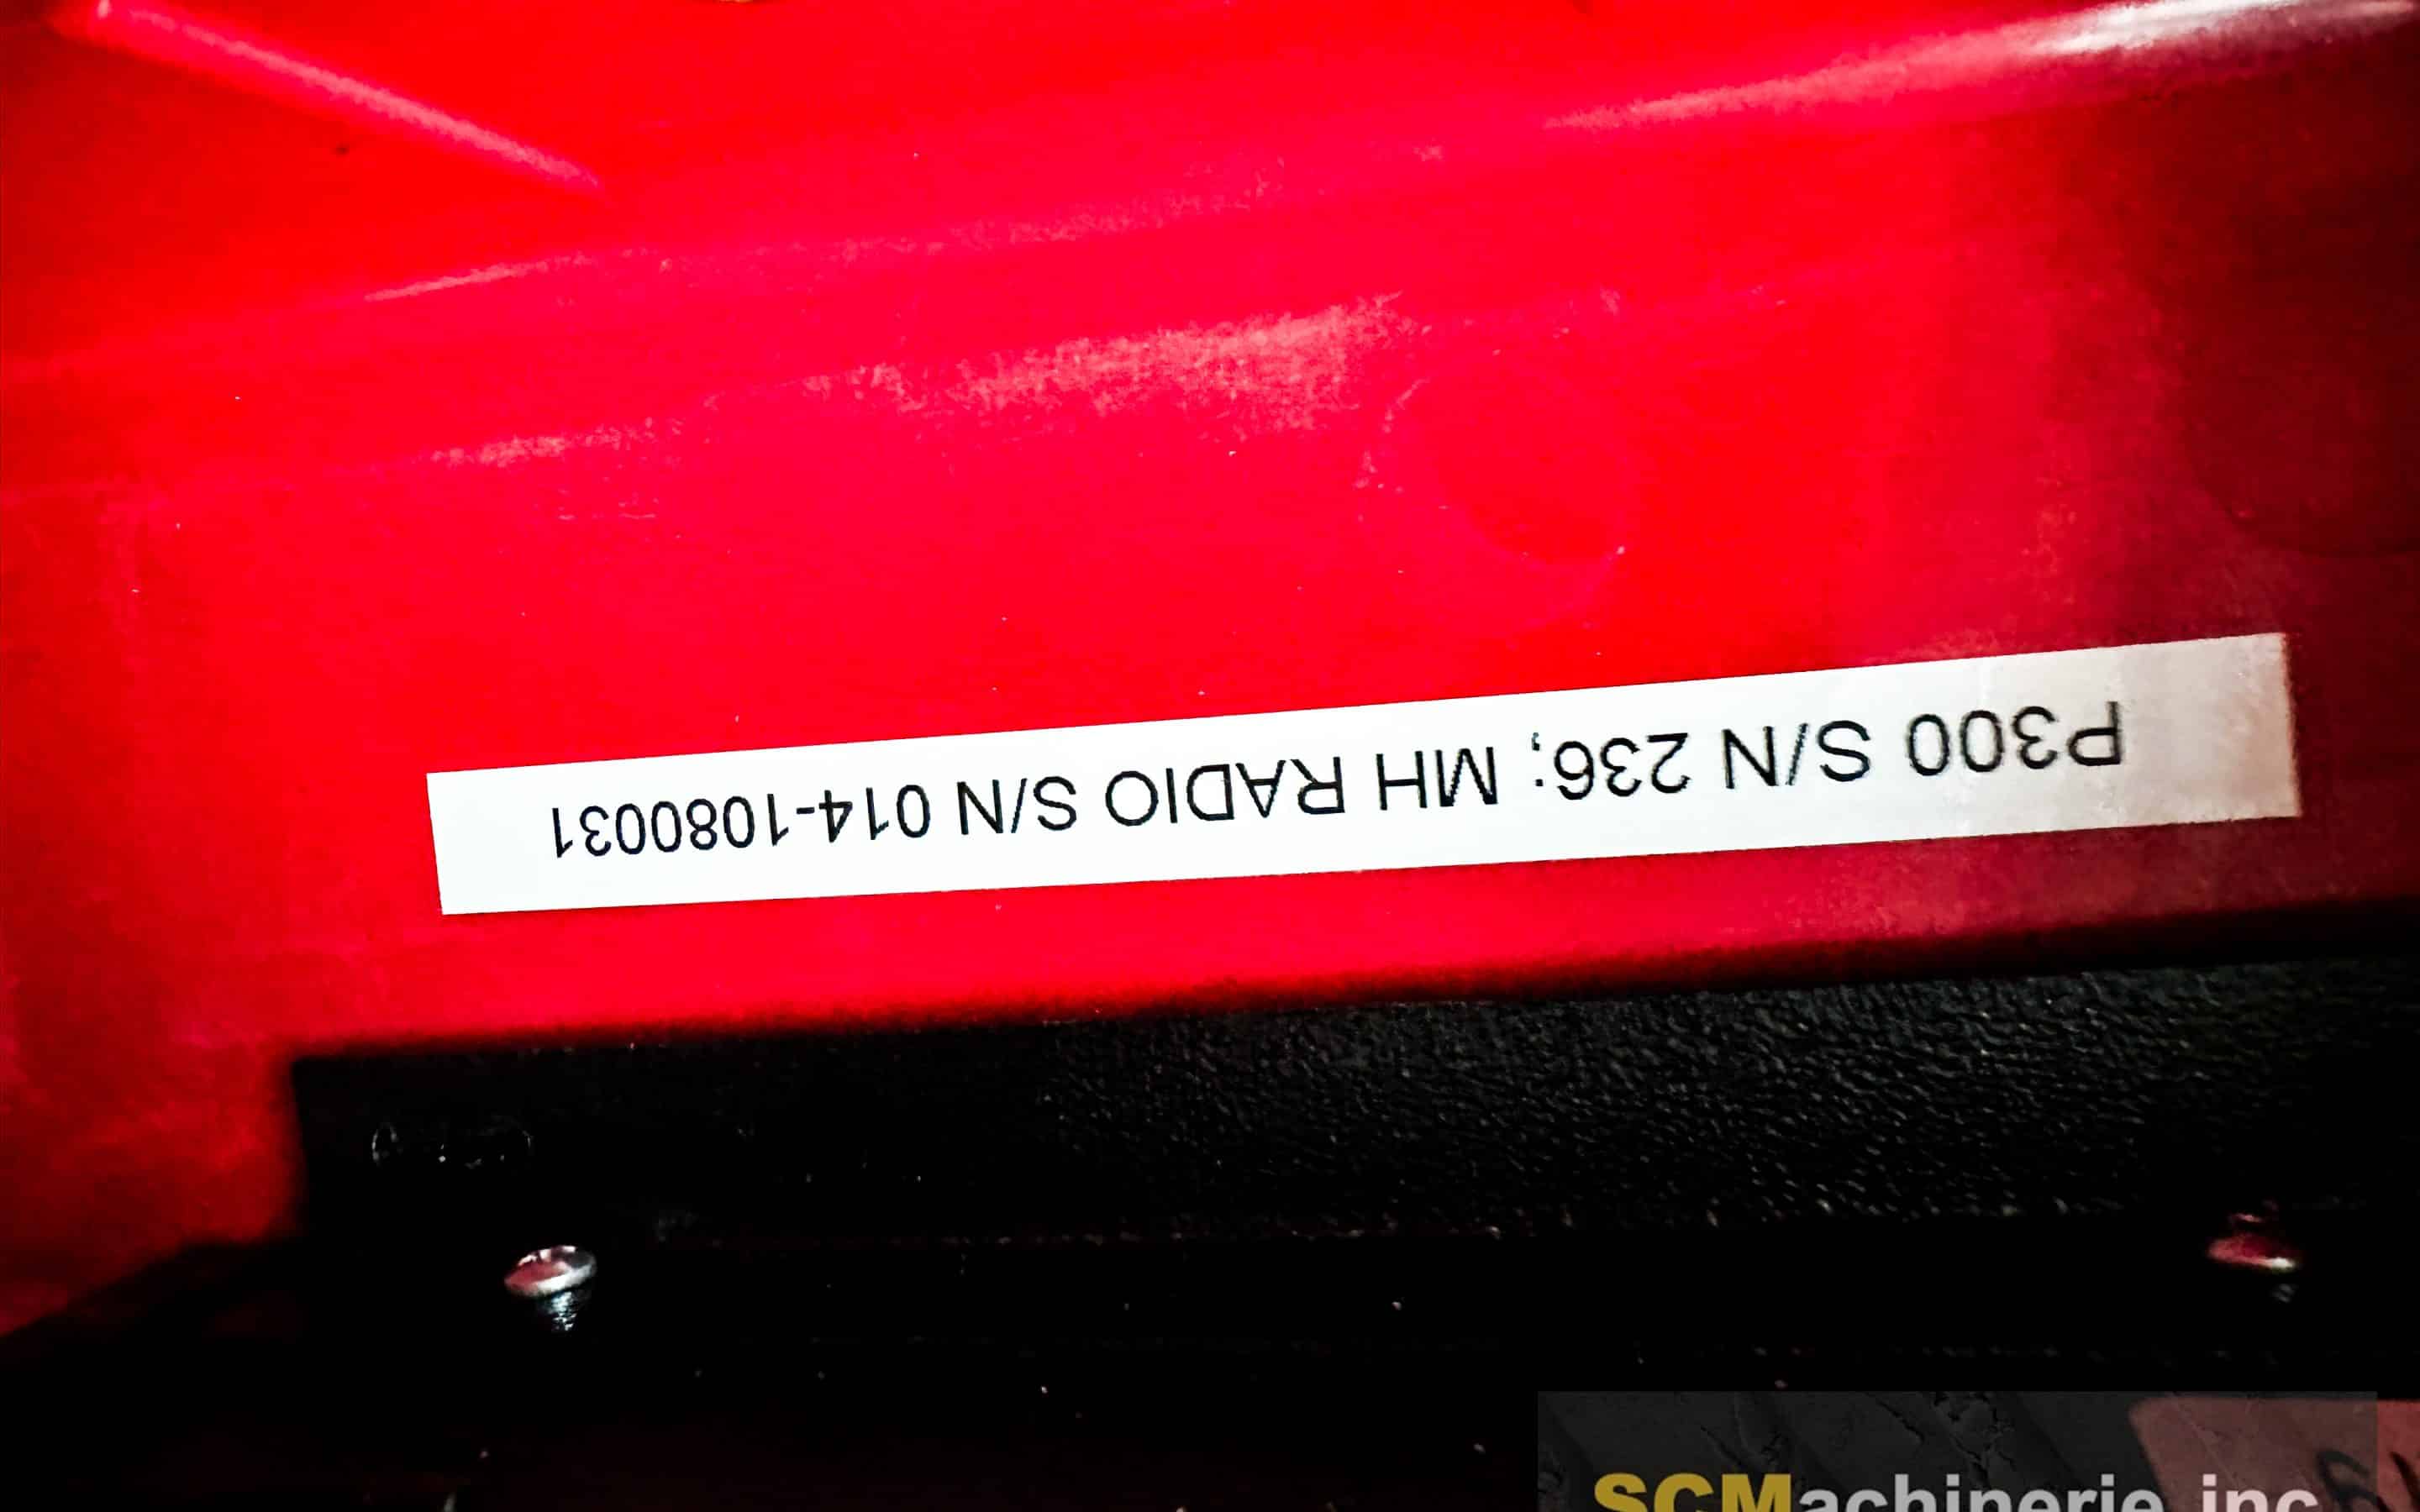 P300 S/N 236; MH RADIO S/N 014-1080031
SCMachinerie inc